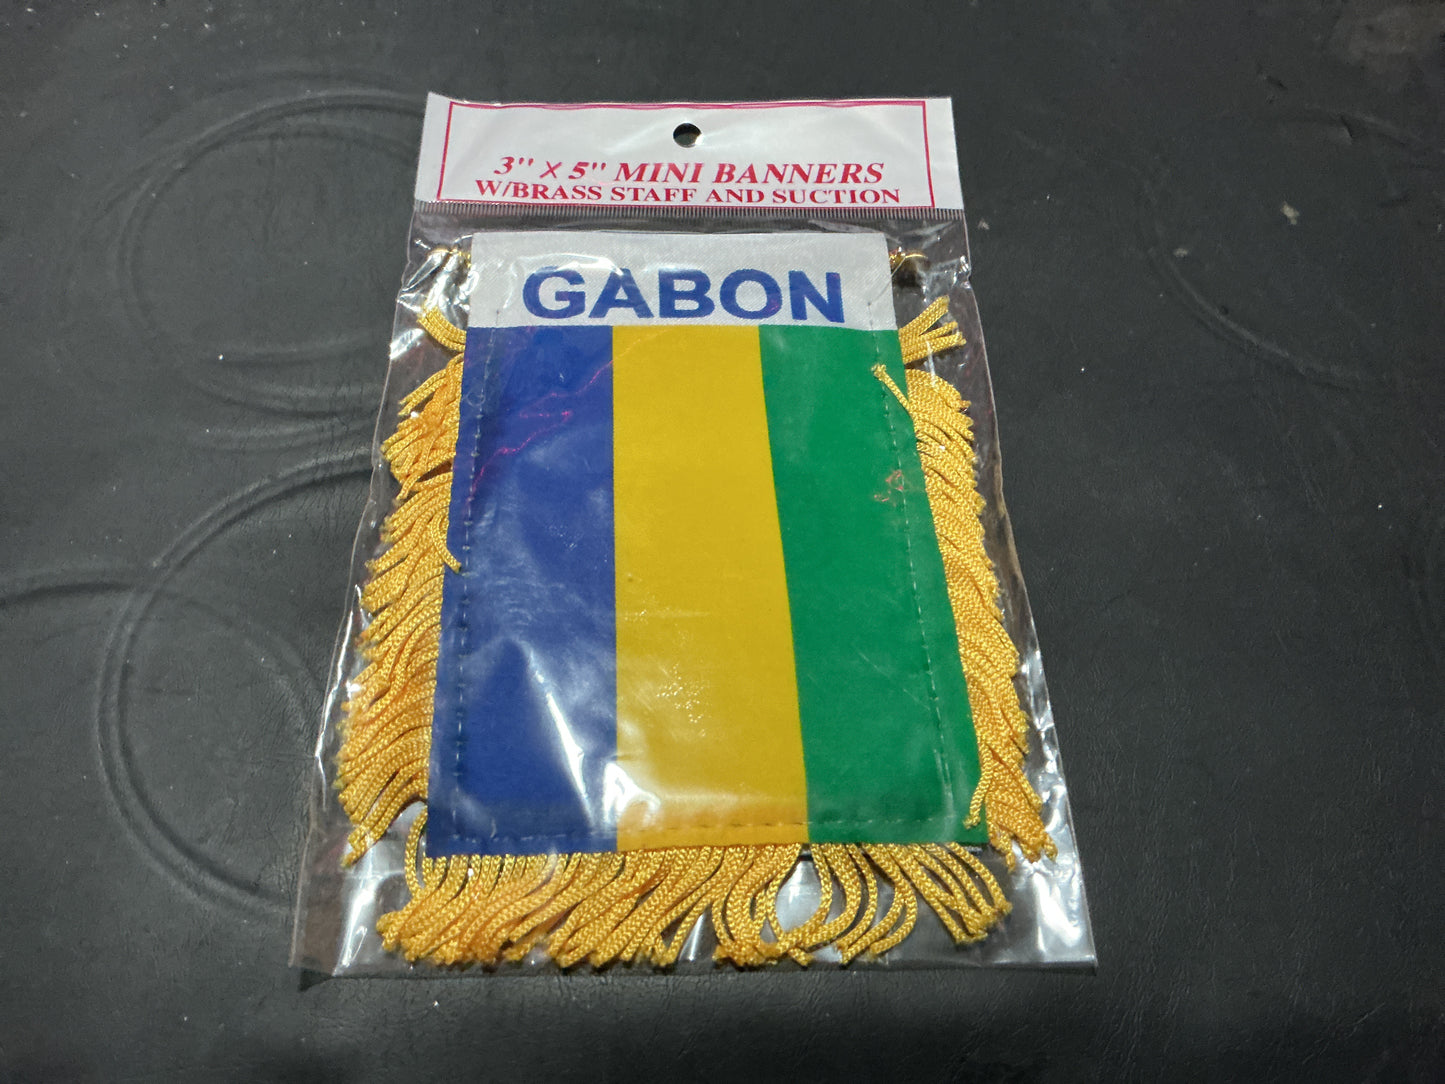 3" X 5" MINI BANNERS
W/BRASS STAFF AND SUCTION
GABON